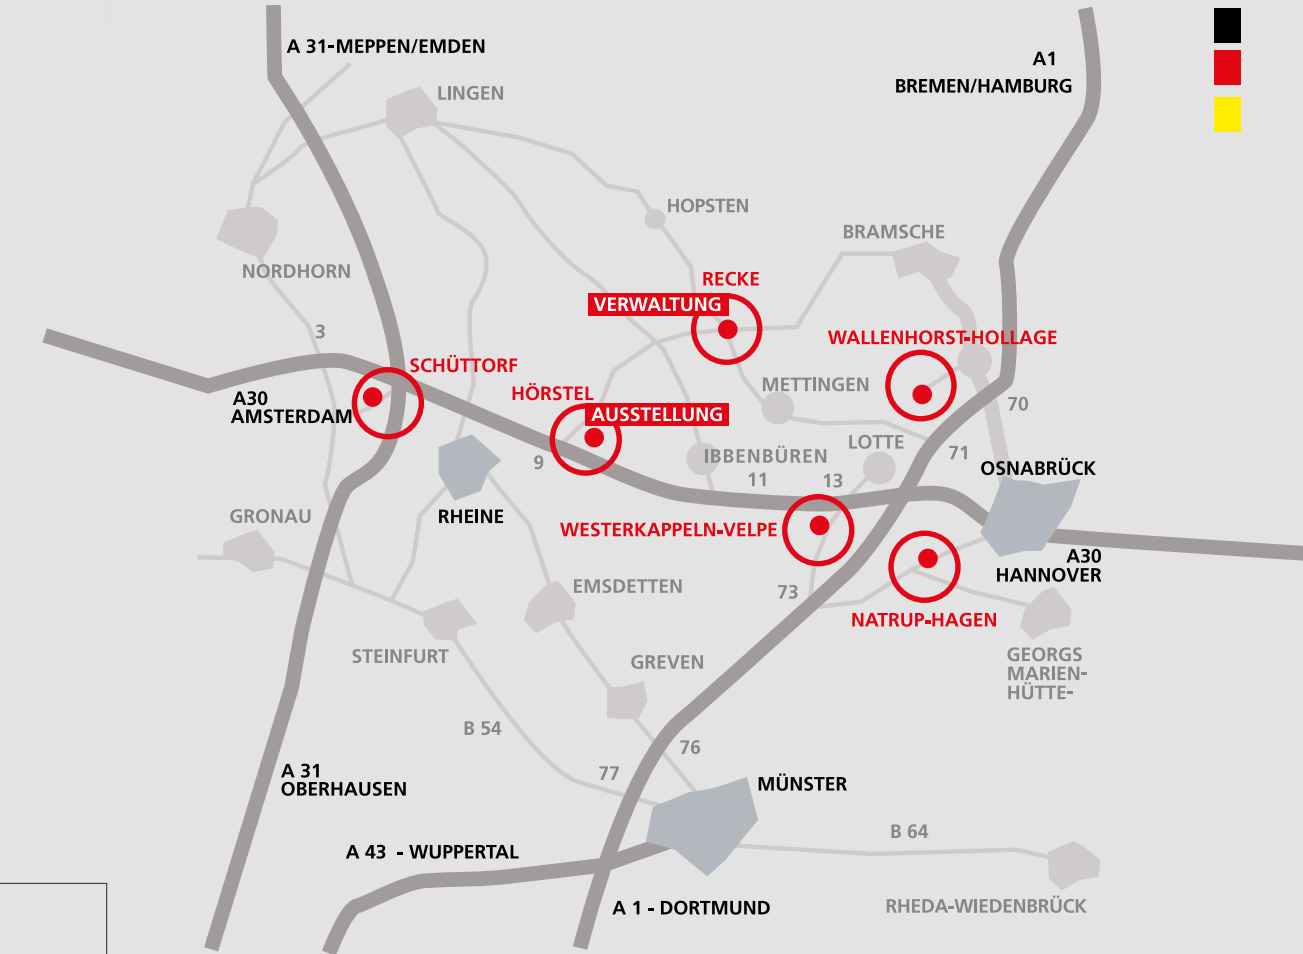 A 31-MEPPEN/EMDEN
A1
BREMEN/HAMBURG
LINGEN
HOPSTEN
BRAMSCHE
NORDHORN
RECKE
VERWALTUNG
3
WALLENHORST-HOLLAGE
SCHÜTTORF
HÖRSTEL
METTINGEN
A30
AMSTERDAM
AUSSTELLUNG
70
LOTTE
71
IBBENBÜREN
9
11
13
OSNABRÜCK
GRONAU
RHEINE
WESTERKAPPELN-VELPE
A30
HANNOVER
EMSDETTEN
73
NATRUP-HAGEN
STEINFURT
GREVEN
GEORGS
MARIEN-
HÜTTE-
B 54
76
77
A 31
OBERHAUSEN
MÜNSTER
B 64
A 43 - WUPPERTAL
A 1 - DORTMUND
RHEDA-WIEDENBRÜCK